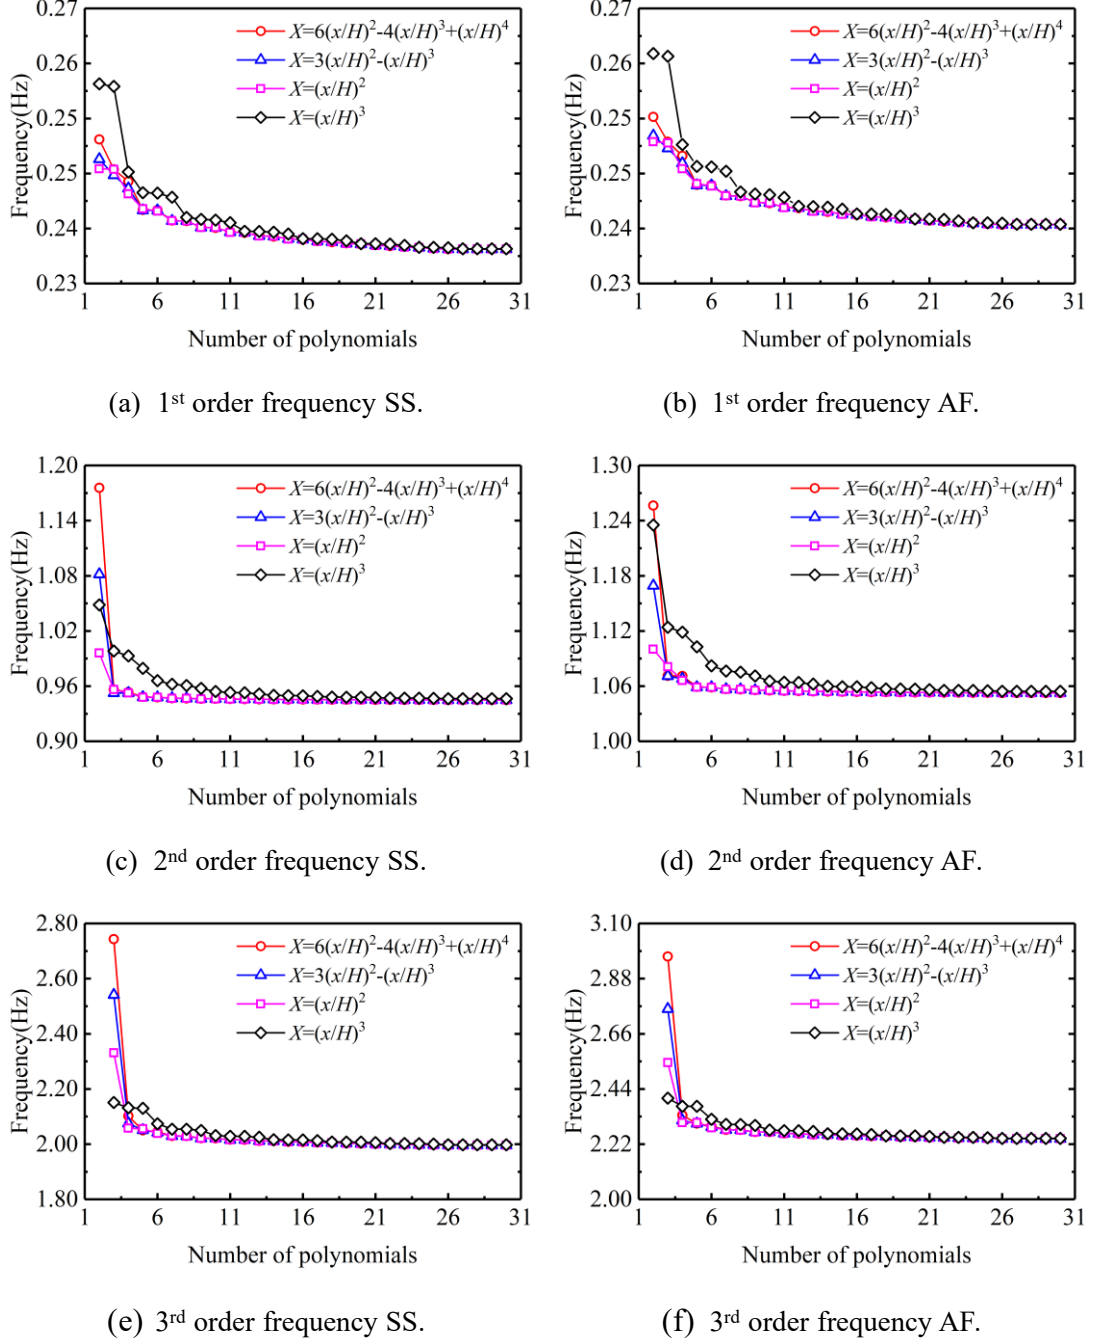 0.27
0.26
0.25
0.25
0.24
0.23
Frequency(Hz)
X=6(x/H)²-4(x/H)³+(x/H)⁴
X=3(x/H)²-(x/H)³
X=(x/H)²
X=(x/H)³
1 6 11 16 21 26 31
Number of polynomials
(a) 1st order frequency SS.
0.27
0.26
0.25
0.25
0.24
0.23
Frequency(Hz)
X=6(x/H)²-4(x/H)³+(x/H)⁴
X=3(x/H)²-(x/H)³
X=(x/H)²
X=(x/H)³
1 6 11 16 21 26 31
Number of polynomials
(b) 1st order frequency AF.
1.20
1.14
1.08
1.02
0.96
0.90
Frequency(Hz)
X=6(x/H)²-4(x/H)³+(x/H)⁴
X=3(x/H)²-(x/H)³
X=(x/H)²
X=(x/H)³
1 6 11 16 21 26 31
Number of polynomials
(c) 2nd order frequency SS.
1.30
1.24
1.18
1.12
1.06
1.00
Frequency(Hz)
X=6(x/H)²-4(x/H)³+(x/H)⁴
X=3(x/H)²-(x/H)³
X=(x/H)²
X=(x/H)³
1 6 11 16 21 26 31
Number of polynomials
(d) 2nd order frequency AF.
2.80
2.60
2.40
2.20
2.00
1.80
Frequency(Hz)
X=6(x/H)²-4(x/H)³+(x/H)⁴
X=3(x/H)²-(x/H)³
X=(x/H)²
X=(x/H)³
1 6 11 16 21 26 31
Number of polynomials
(e) 3rd order frequency SS.
3.10
2.88
2.66
2.44
2.22
2.00
Frequency(Hz)
X=6(x/H)²-4(x/H)³+(x/H)⁴
X=3(x/H)²-(x/H)³
X=(x/H)²
X=(x/H)³
1 6 11 16 21 26 31
Number of polynomials
(f) 3rd order frequency AF.